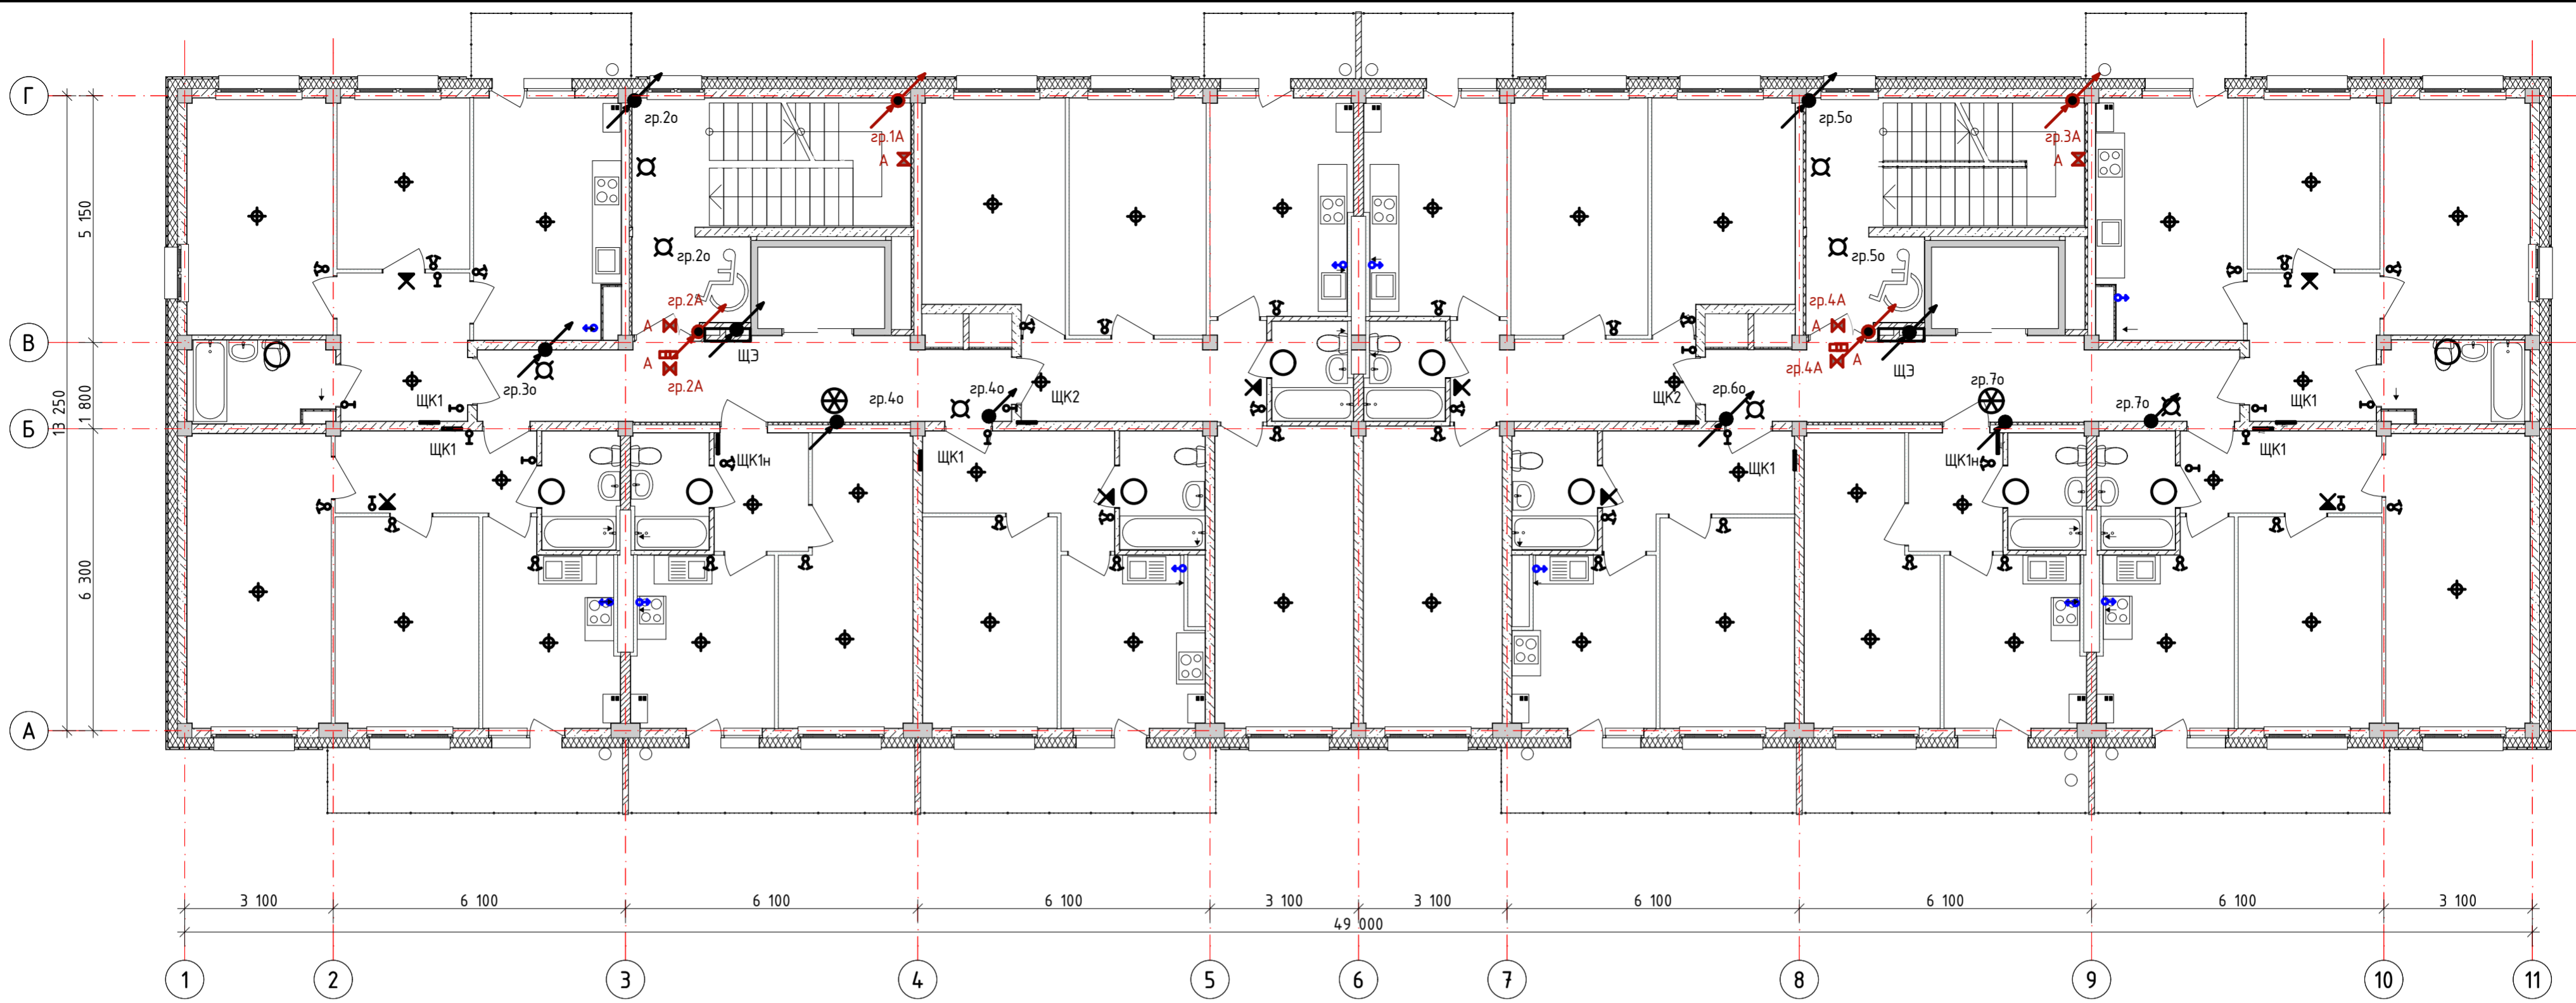 Г
гр.2о
гр.1А
А
гр.5о
гр.3А
А
5 150
гр.2о
гр.5о
гр.2А
гр.4А
А
А
В
ЩЭ
А
гр.2А
А
гр.4А
ЩЭ
гр.3о
гр.7о
13 250
1 800
ЩК1
гр.4о
гр.4о
ЩК2
ЩК2
гр.6о
гр.7о
ЩК1
Б
ЩК1
ЩК1н
ЩК1
ЩК1
ЩК1н
ЩК1
6 300
А
3 100
6 100
6 100
6 100
3 100
3 100
6 100
6 100
6 100
3 100
49 000
1
2
3
4
5
6
7
8
9
10
11